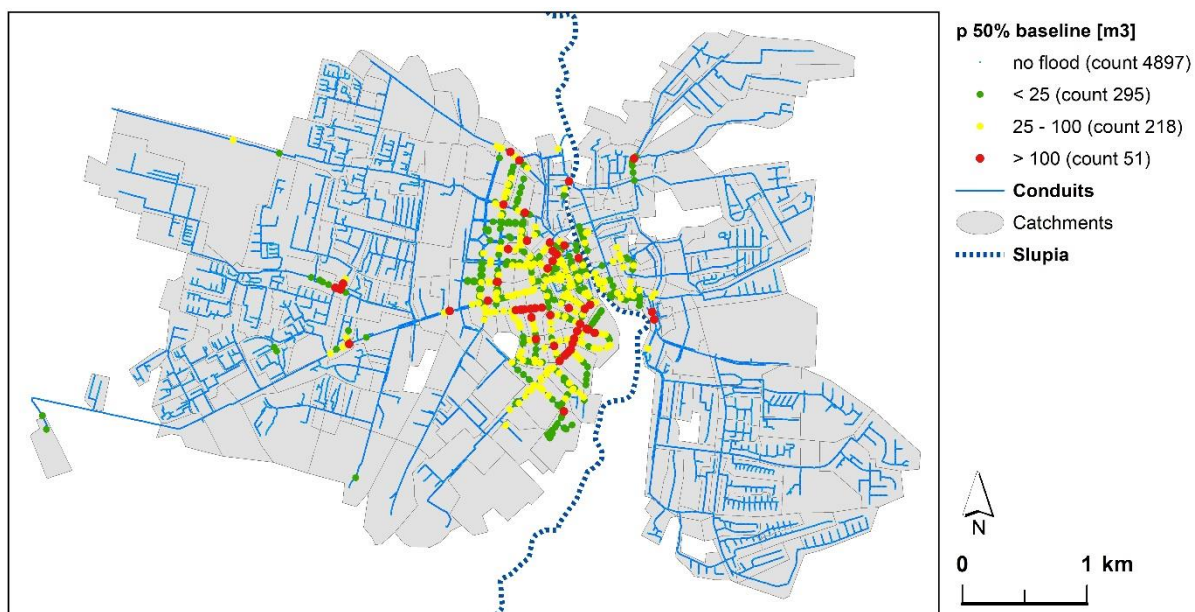 p 50% baseline [m3]
no flood (count 4897)
< 25 (count 295)
25 - 100 (count 218)
> 100 (count 51)
Conduits
Catchments
Slupia
N
0 1 km